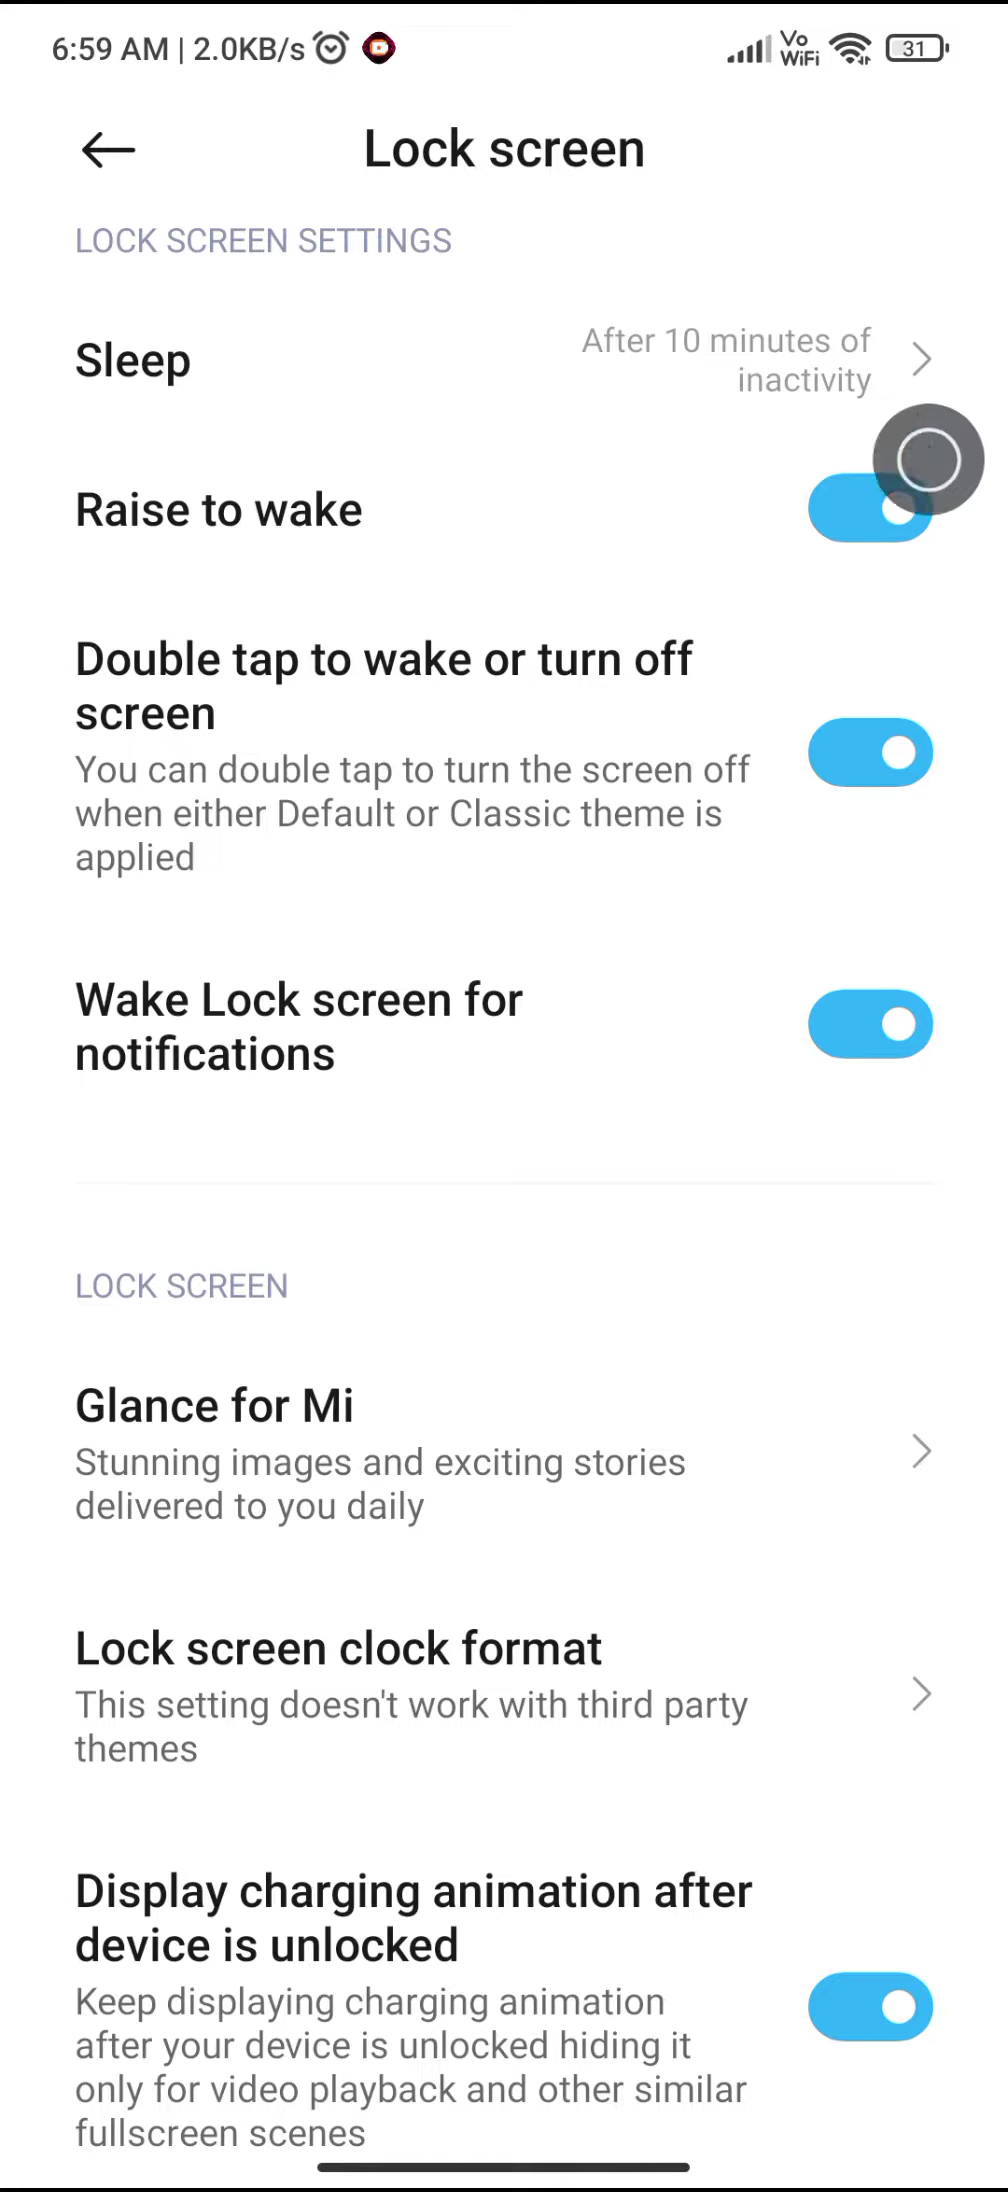 6:59 AM | 2.0KB/s Vo WiFi 31
Lock screen
LOCK SCREEN SETTINGS
Sleep
After 10 minutes of
inactivity
Raise to wake
Double tap to wake or turn off
screen
You can double tap to turn the screen off
when either Default or Classic theme is
applied
Wake Lock screen for
notifications
LOCK SCREEN
Glance for Mi
Stunning images and exciting stories
delivered to you daily
Lock screen clock format
This setting doesn't work with third party
themes
Display charging animation after
device is unlocked
Keep displaying charging animation
after your device is unlocked hiding it
only for video playback and other similar
fullscreen scenes